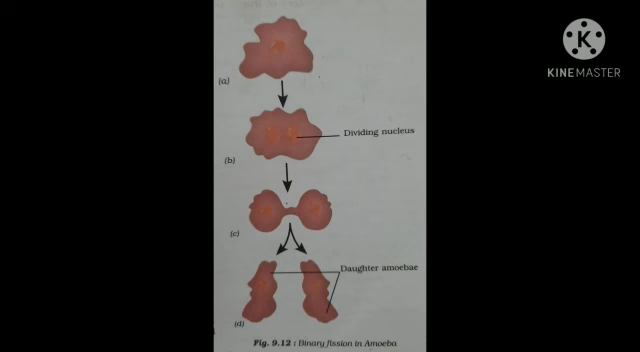 K
KINEMASTER
(a)
Dividing nucleus
(b)
(c)
Daughter amoebae
(d)
Fig. 9.12 : Binary fission in Amoeba